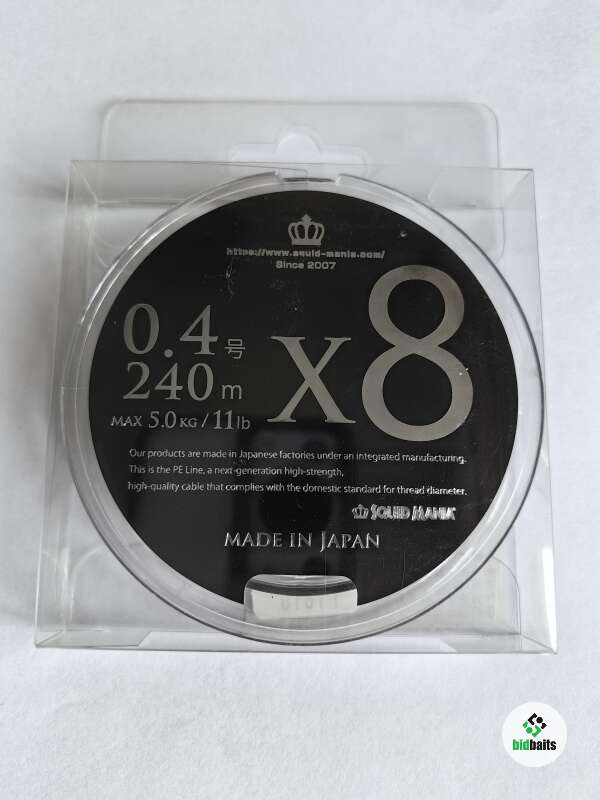 https://www.squid-mania.com/
Since 2007
0.4号
240m
MAX 5.0KG/11lb
x8
Our products are made in Japanese factories under an integrated manufacturing.
This is the PE Line, a next-generation high-strength,
high-quality cable that complies with the domestic standard for thread diameter.
SQUID MANIA
MADE IN JAPAN
bidbaits